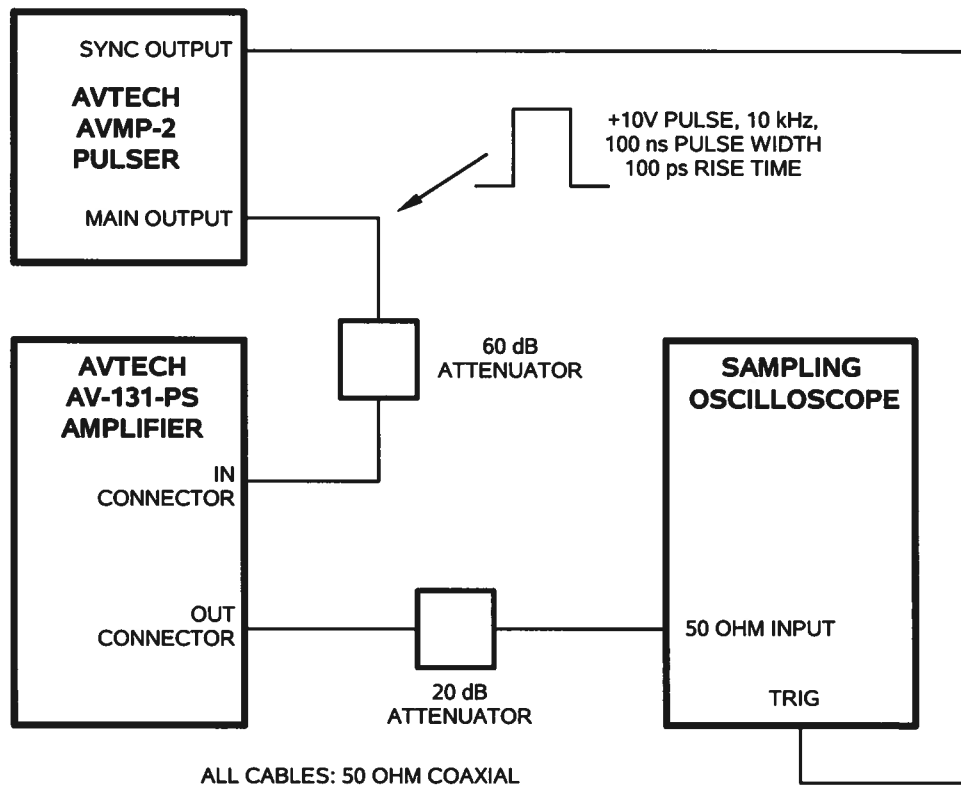 SYNC OUTPUT
AVTECH
AVMP-2
PULSER
MAIN OUTPUT
+10V PULSE, 10 kHz,
100 ns PULSE WIDTH
100 ps RISE TIME
60 dB
ATTENUATOR
AVTECH
AV-131-PS
AMPLIFIER
IN
CONNECTOR
OUT
CONNECTOR
20 dB
ATTENUATOR
SAMPLING
OSCILLOSCOPE
50 OHM INPUT
TRIG
ALL CABLES: 50 OHM COAXIAL